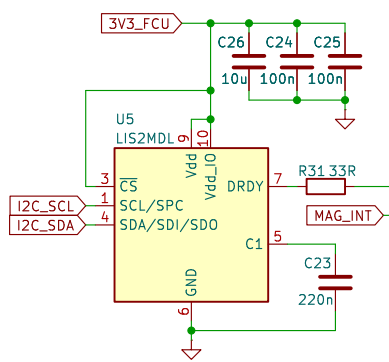 3V3_FCU
C26 C24 C25
10u 100n 100n
U5
LIS2MDL
9 10
Vdd Vdd_IO
3 CS
DRDY 7 R31 33R
I2C_SCL 1 SCL/SPC
MAG_INT
I2C_SDA 4 SDA/SDI/SDO
C1 5
C23
220n
GND
6